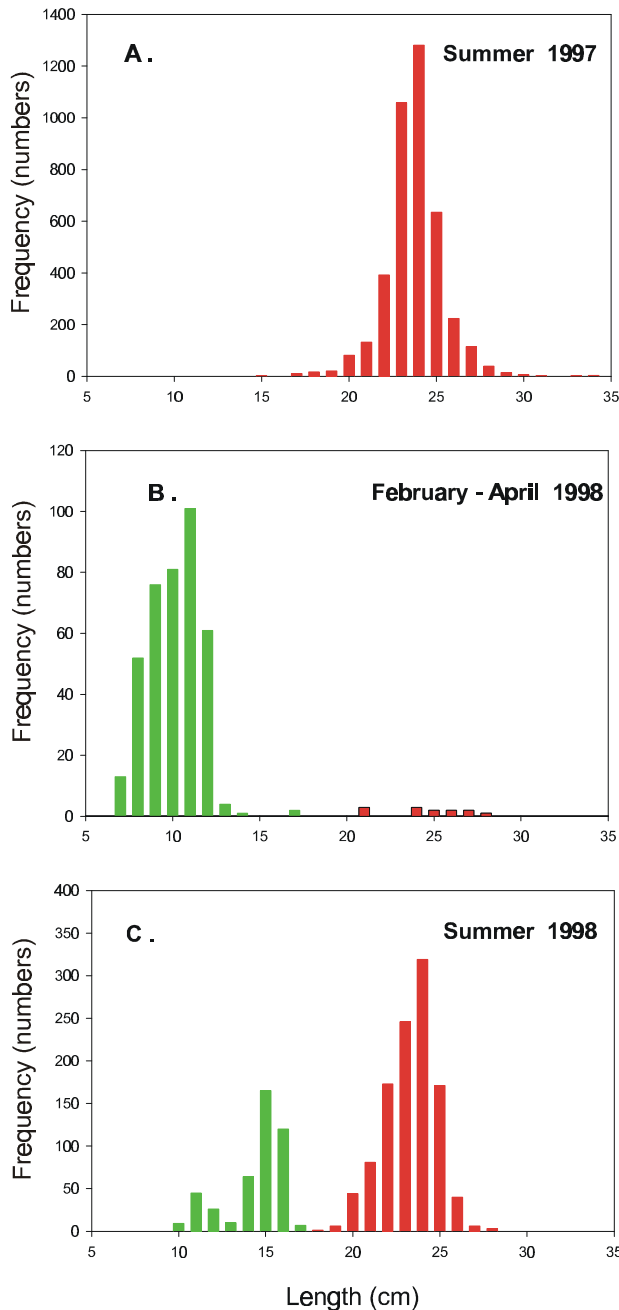 A. Summer 1997
Frequency (numbers)
1400
1200
1000
800
600
400
200
0
5 10 15 20 25 30 35
B. February - April 1998
Frequency (numbers)
120
100
80
60
40
20
0
5 10 15 20 25 30 35
C. Summer 1998
Frequency (numbers)
400
350
300
250
200
150
100
50
0
5 10 15 20 25 30 35
Length (cm)